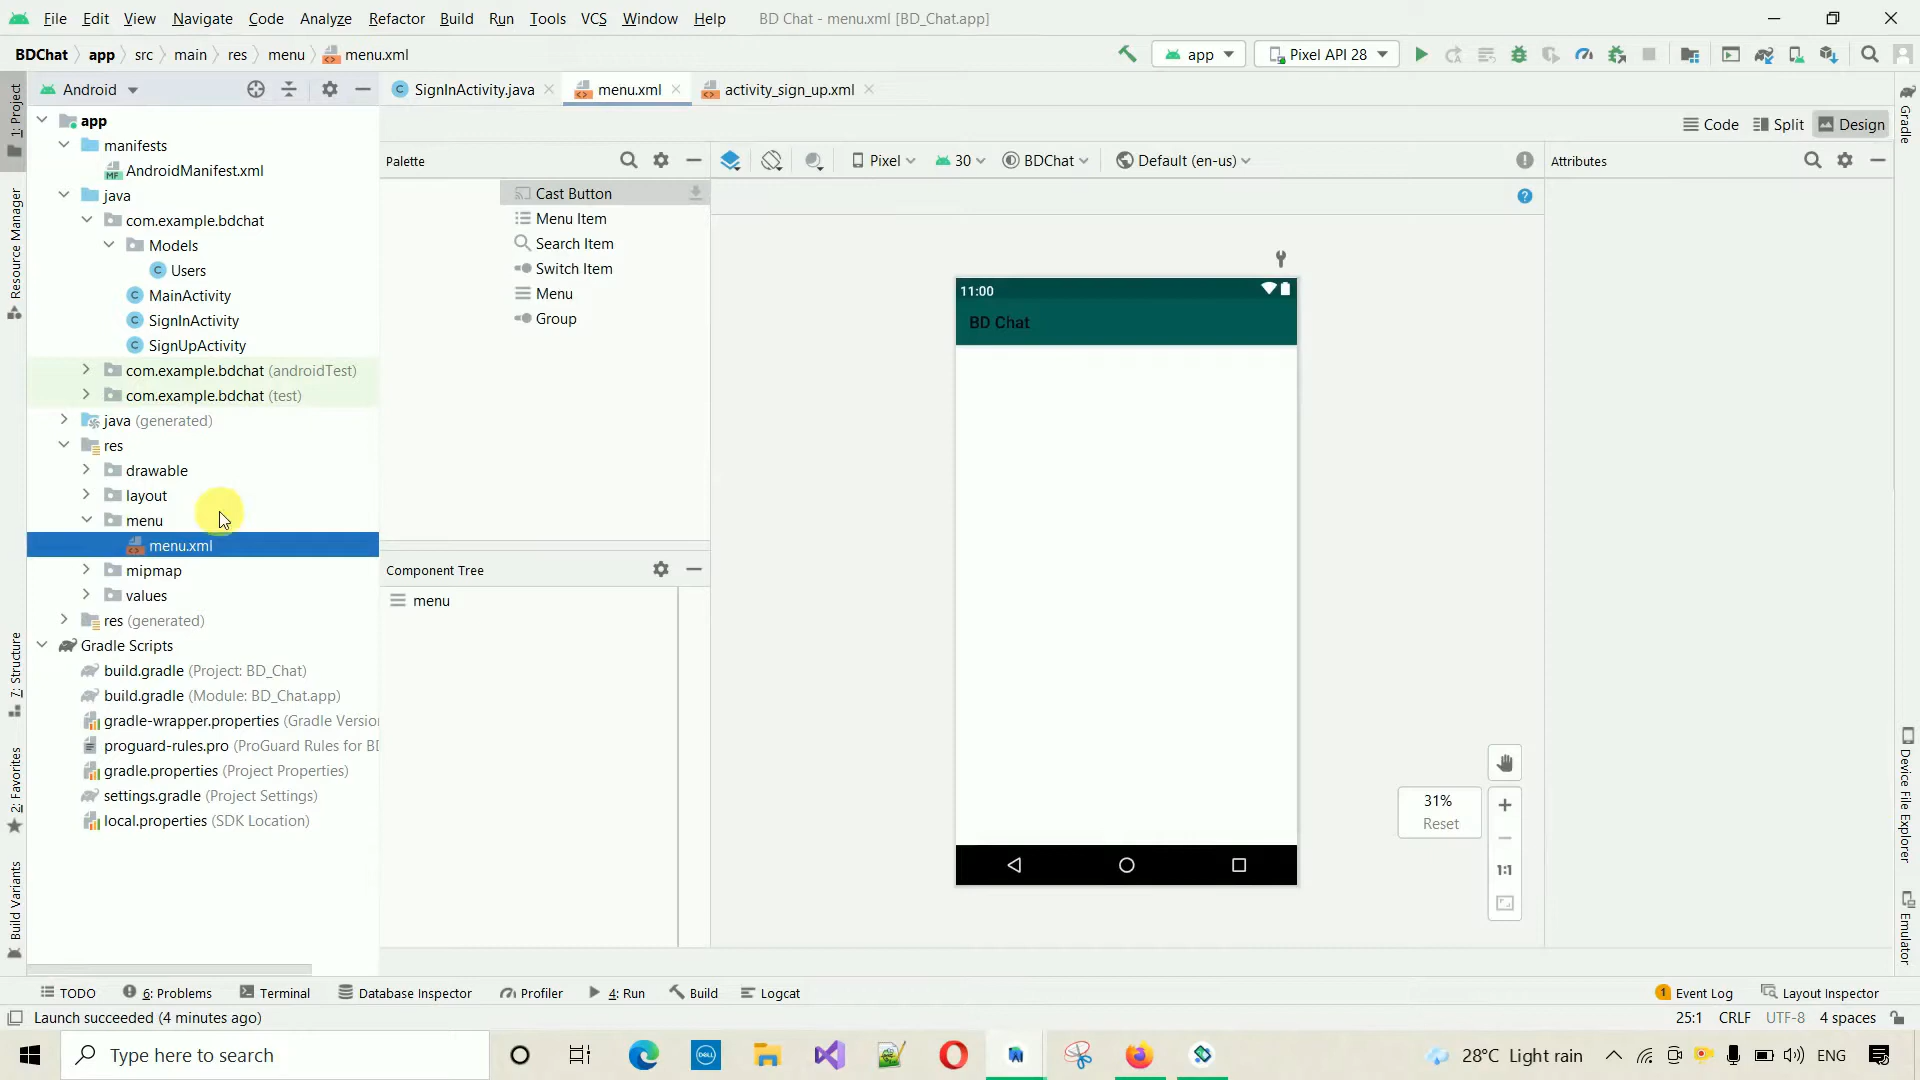 File Edit View Navigate Code Analyze Refactor Build Run Tools VCS Window Help BD Chat - menu.xml [BD_Chat.app]
BDChat app src main res menu menu.xml app Pixel API 28
1: Project
Resource Manager
7: Structure
2: Favorites
Build Variants
Android
app
manifests
AndroidManifest.xml
java
com.example.bdchat
Models
Users
MainActivity
SignInActivity
SignUpActivity
com.example.bdchat (androidTest)
com.example.bdchat (test)
java (generated)
res
drawable
layout
menu
menu.xml
mipmap
values
res (generated)
Gradle Scripts
build.gradle (Project: BD_Chat)
build.gradle (Module: BD_Chat.app)
gradle-wrapper.properties (Gradle Versio
proguard-rules.pro (ProGuard Rules for BD
gradle.properties (Project Properties)
settings.gradle (Project Settings)
local.properties (SDK Location)
SignInActivity.java menu.xml activity_sign_up.xml
Code Split Design
Palette
Cast Button
Menu Item
Search Item
Switch Item
Menu
Group
Component Tree
menu
Pixel 30 BDChat Default (en-us)
11:00
BD Chat
31%
Reset
1:1
Attributes
Gradle
Device File Explorer
Emulator
TODO 6: Problems Terminal Database Inspector Profiler 4: Run Build Logcat 1 Event Log Layout Inspector
Launch succeeded (4 minutes ago) 25:1 CRLF UTF-8 4 spaces
Type here to search DELL 28°C Light rain ENG